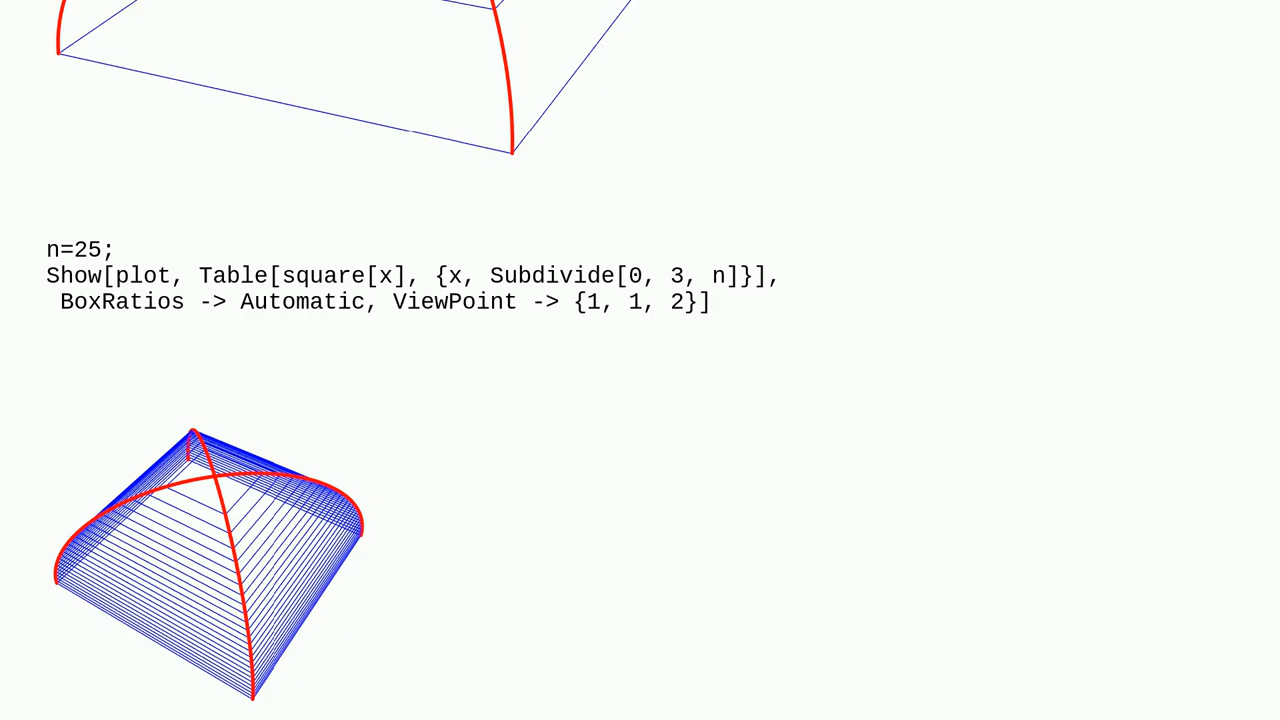 n=25;
Show[plot, Table[square[x], {x, Subdivide[0, 3, n]}],
BoxRatios -> Automatic, ViewPoint -> {1, 1, 2}]